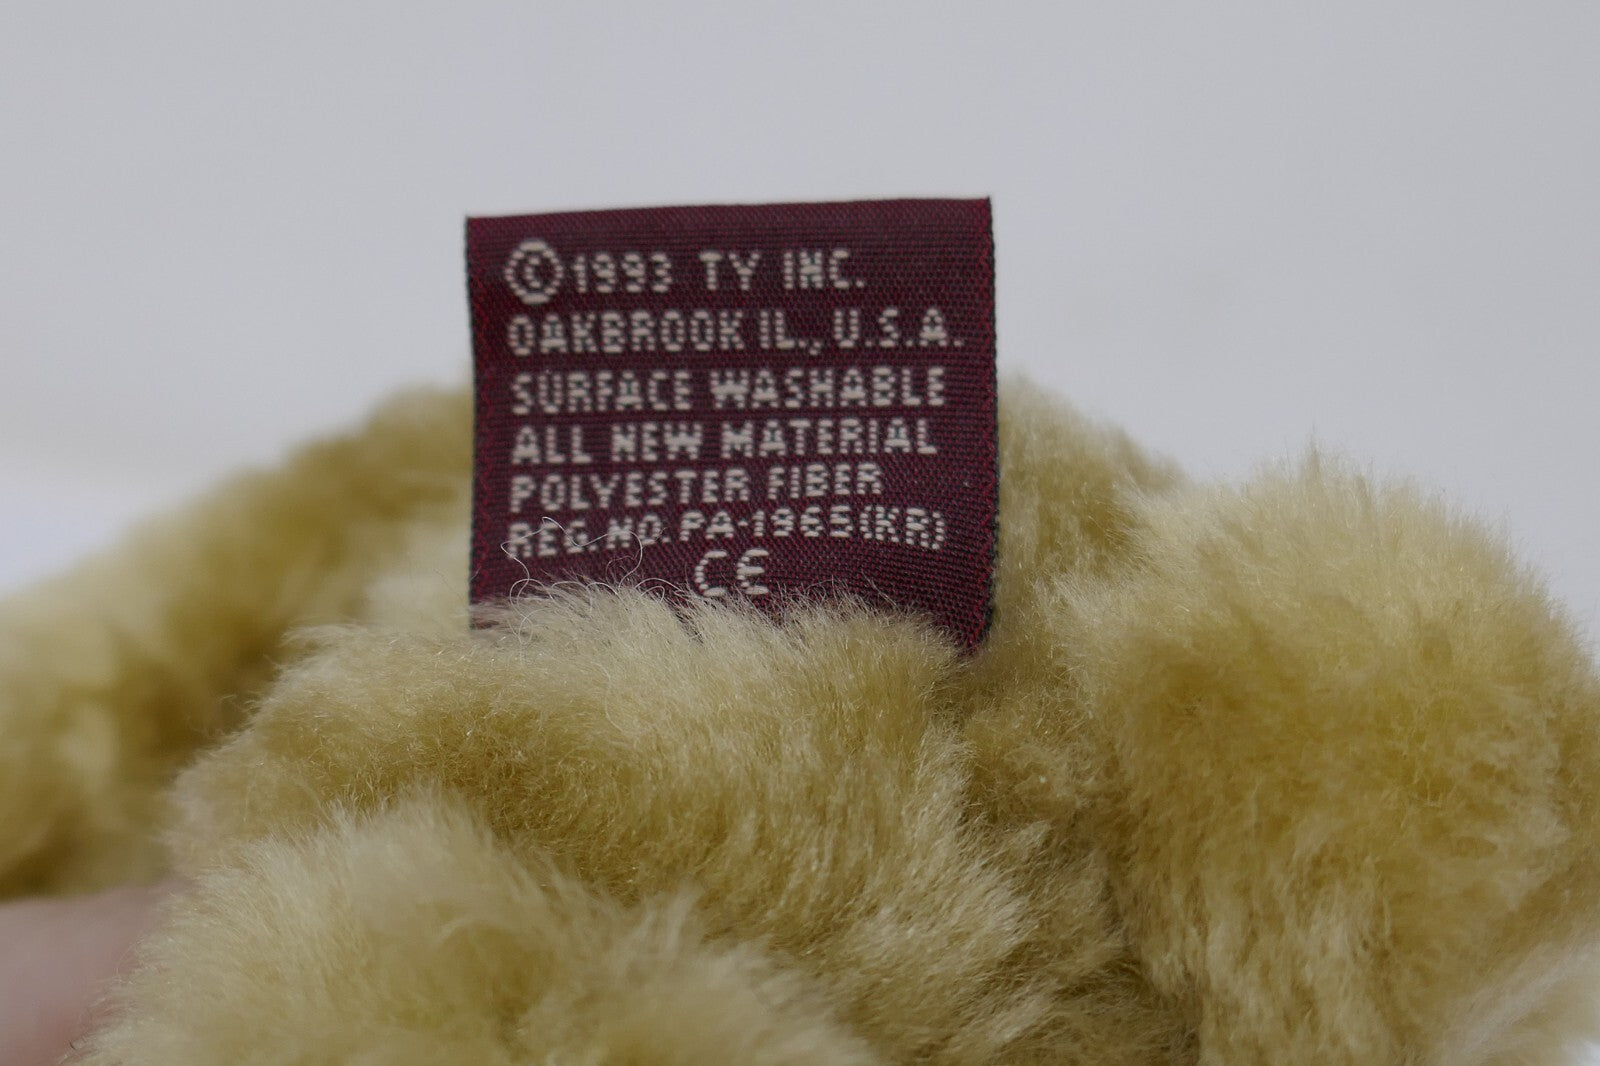 ©1993 TY INC.
OAKBROOK IL., U.S.A.
SURFACE WASHABLE
ALL NEW MATERIAL
POLYESTER FIBER
REG. NO. PA-1965(KR)
CE